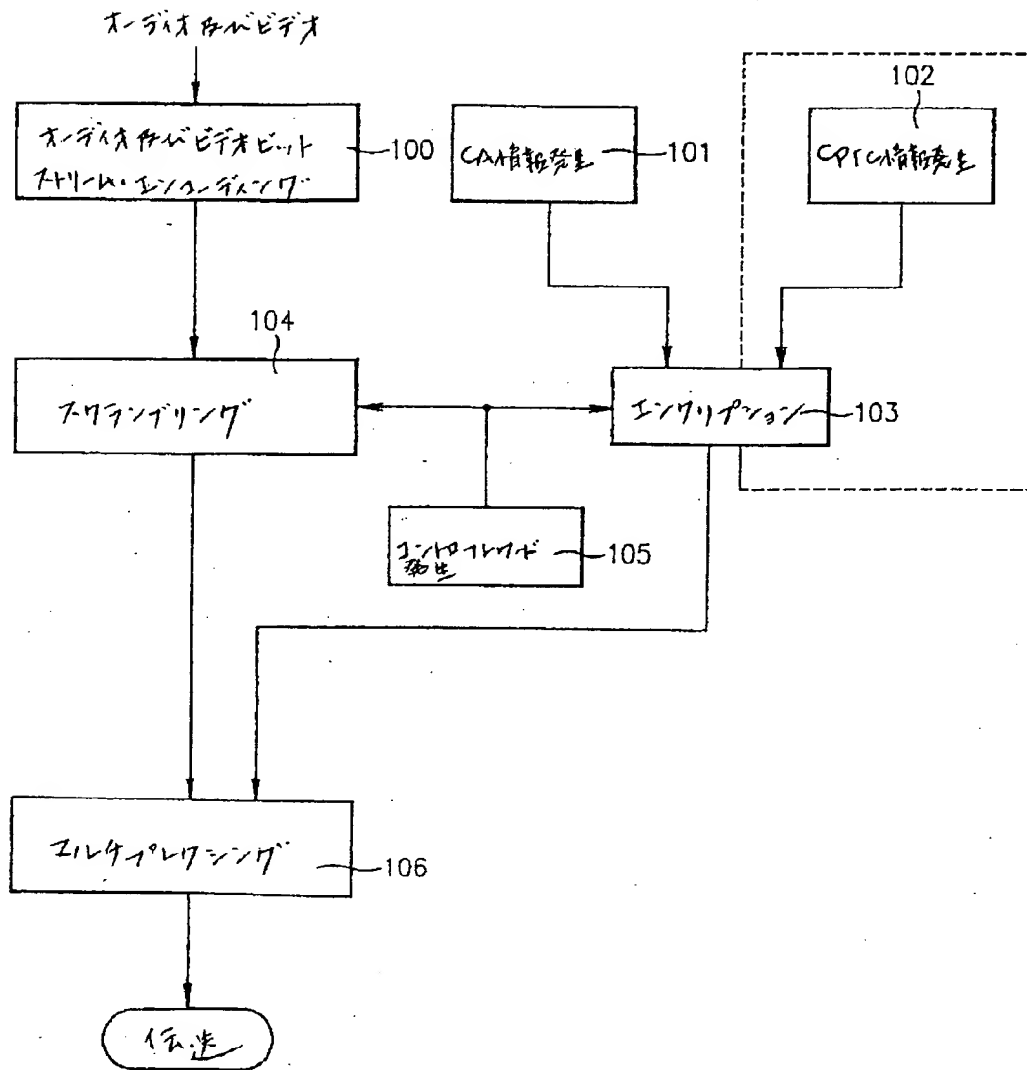 オーディオ及びビデオ
オーディオ及びビデオビット
ストリーム・エンコーディング
100
CA情報発生
101
102
CPTC情報発生
104
スクランブリング
エンクリプション
103
コントロールワード
発生
105
マルチプレクシング
106
伝送